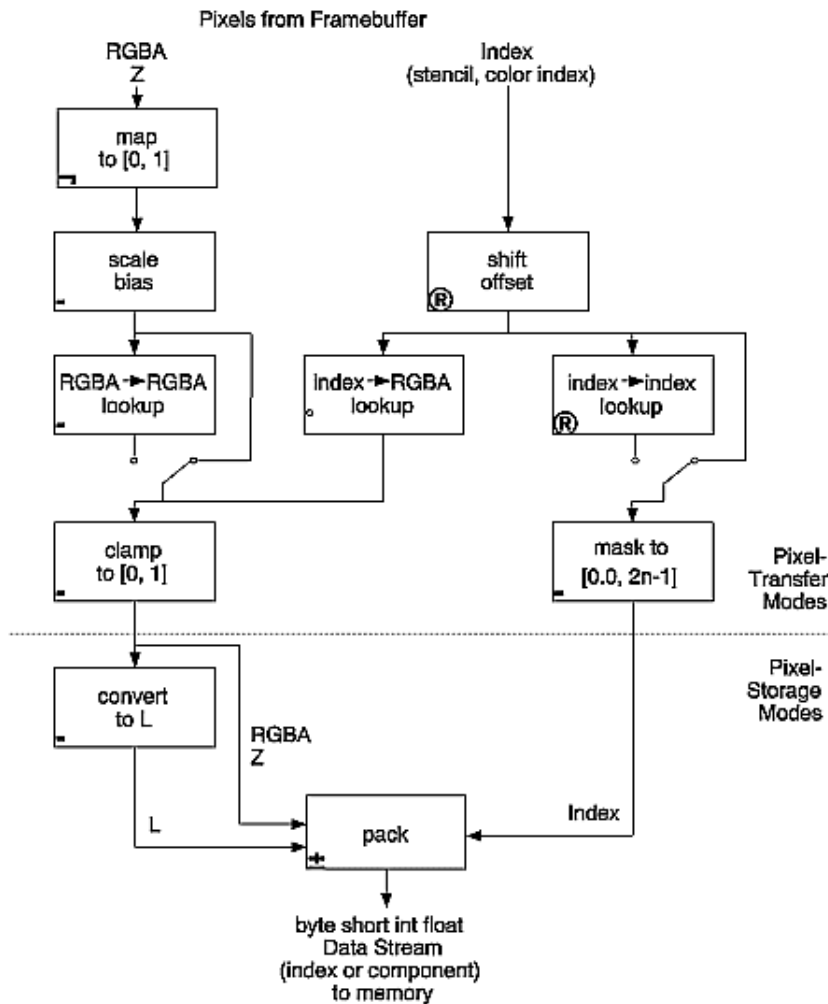 Pixels from Framebuffer
RGBA
Z
Index
(stencil, color index)
map
to [0, 1]
scale
bias
shift
offset
R
RGBA RGBA
lookup
index RGBA
lookup
index index
lookup
R
clamp
to [0, 1]
mask to
[0.0, 2n-1]
Pixel-
Transfer
Modes
convert
to L
Pixel-
Storage
Modes
RGBA
Z
L
pack
Index
byte short int float
Data Stream
(index or component)
to memory